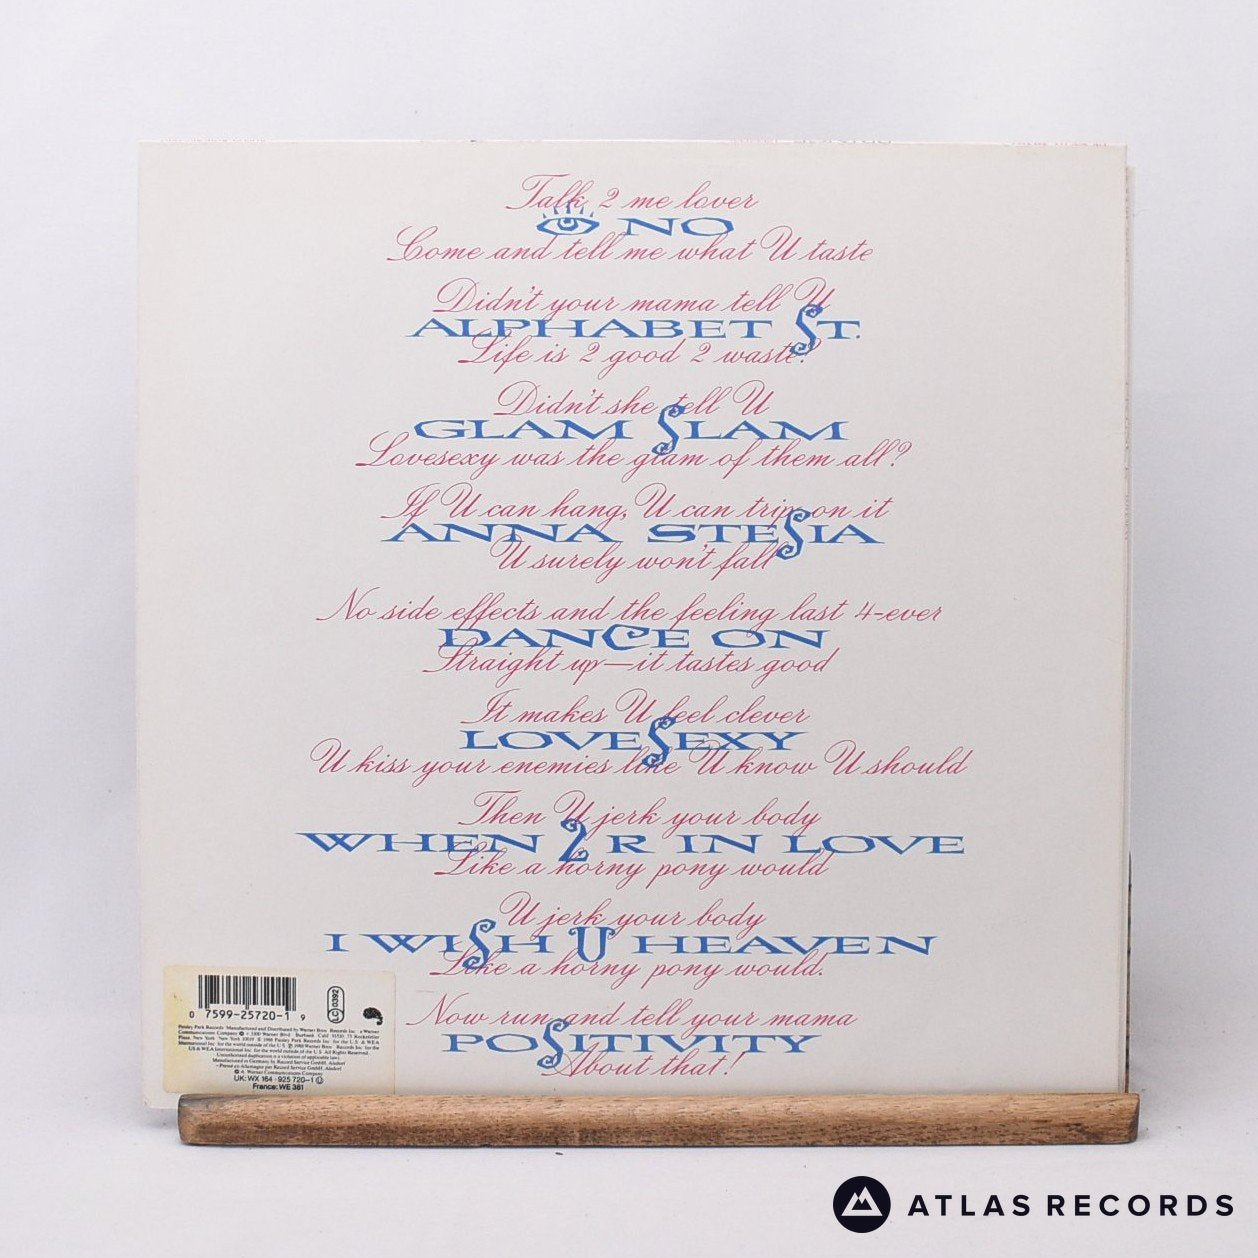 Talk 2 me lover
NO
Come and tell me what U taste
Didn't your mama tell U
ALPHABET ST.
Life is 2 good 2 waste?
Didn't she tell U
GLAM SLAM
Lovesexy was the glam of them all?
If U can hang, U can trip on it
ANNA STESIA
U surely won't fall
No side effects and the feeling last 4-ever
DANCE ON
Straight up—it tastes good
It makes U feel clever
LOVESEXY
U kiss your enemies like U know U should
Then U jerk your body
WHEN 2 R IN LOVE
Like a horny pony would
U jerk your body
I WISH U HEAVEN
Like a horny pony would.
Now run and tell your mama
POSITIVITY
About that!
0 7599-25720-1 9
LC 0392
UK: WX 164 · 925 720-1
France: WE 381
ATLAS RECORDS